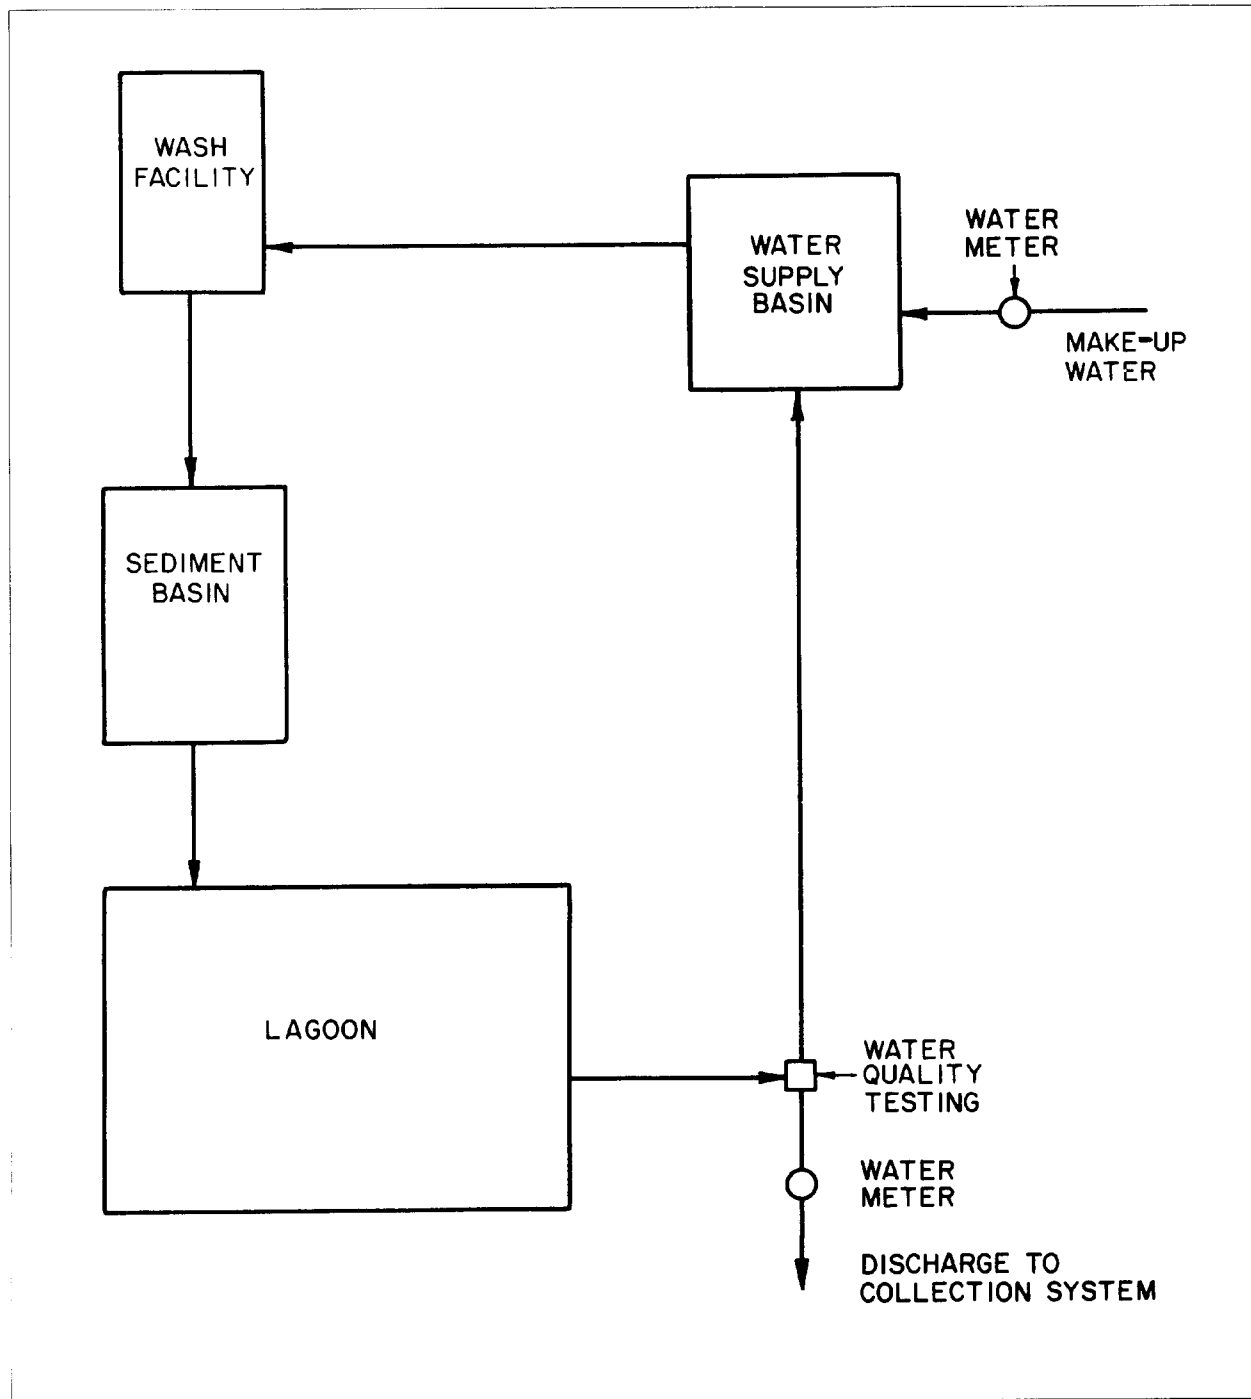 WASH
FACILITY
WATER
SUPPLY
BASIN
WATER
METER
MAKE-UP
WATER
SEDIMENT
BASIN
LAGOON
WATER
QUALITY
TESTING
WATER
METER
DISCHARGE TO
COLLECTION SYSTEM